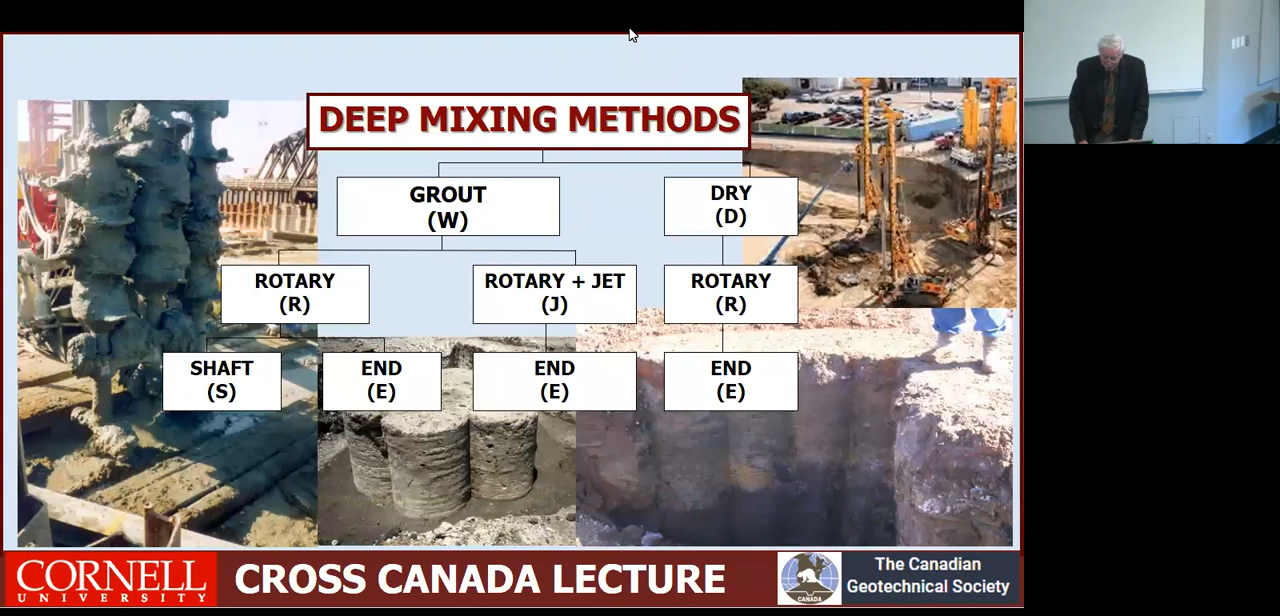 DEEP MIXING METHODS
GROUT
(W)
DRY
(D)
ROTARY
(R)
ROTARY + JET
(J)
ROTARY
(R)
SHAFT
(S)
END
(E)
END
(E)
END
(E)
CORNELL
UNIVERSITY
CROSS CANADA LECTURE
CANADA
The Canadian
Geotechnical Society